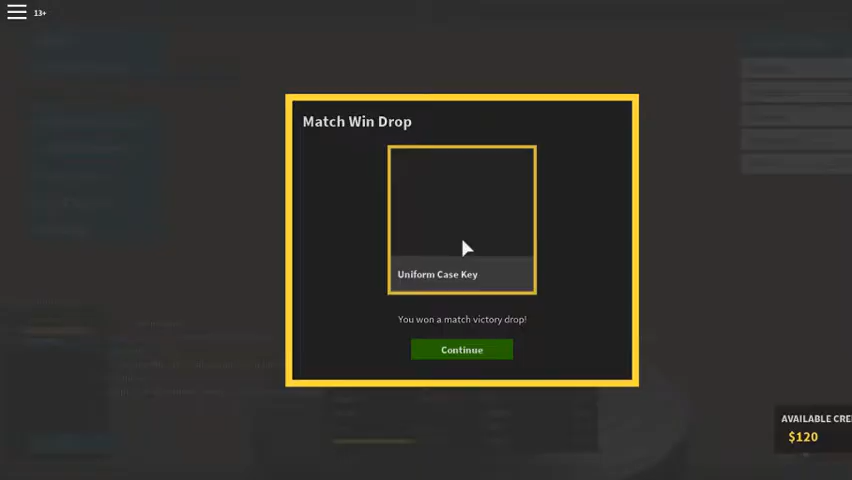 13+
Match Win Drop
Uniform Case Key
You won a match victory drop!
Continue
AVAILABLE CRE
$120